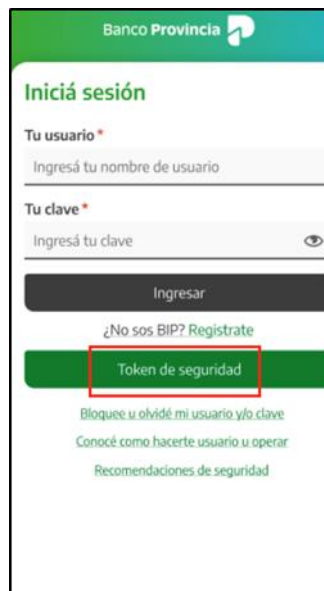 Banco Provincia
Iniciá sesión
Tu usuario *
Ingresá tu nombre de usuario
Tu clave *
Ingresá tu clave
Ingresar
¿No sos BIP? Registrate
Token de seguridad
Bloquee u olvidé mi usuario y/o clave
Conocé como hacerte usuario u operar
Recomendaciones de seguridad